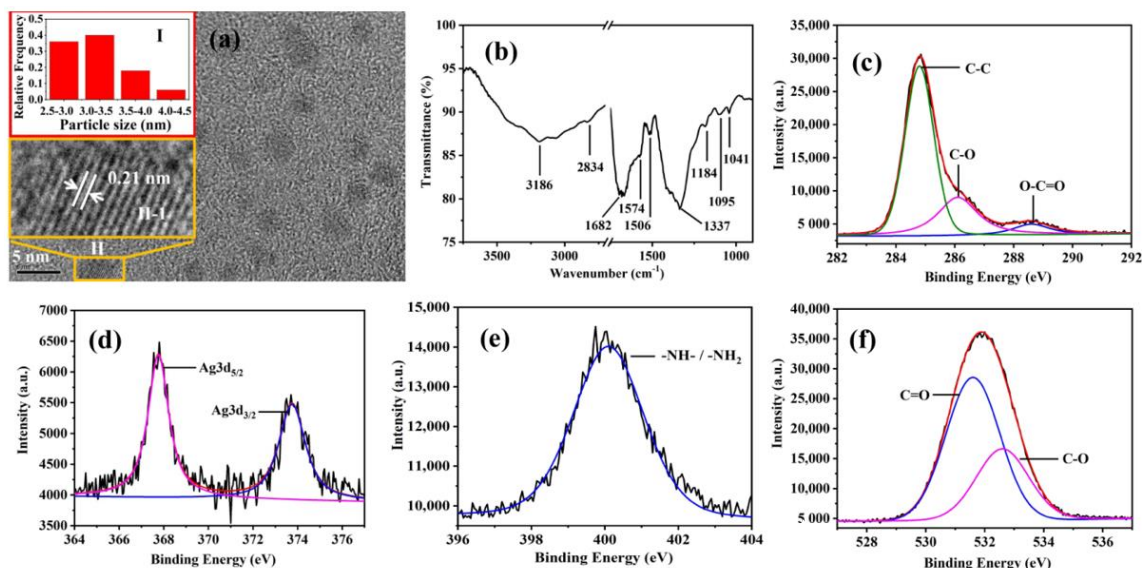 0.5
0.4
0.3
0.2
0.1
0.0
Relative Frequency
I
2.5-3.0 3.0-3.5 3.5-4.0 4.0-4.5
Particle size (nm)
(a)
0.21 nm
II-1
II
5 nm
(b)
100
95
90
85
80
75
Transmittance (%)
3186
2834
1682
1574
1506
1337
1184
1095
1041
3500 3000 1500 1000
Wavenumber (cm-1)
(c)
35,000
30,000
25,000
20,000
15,000
10,000
5 000
0
Intensity (a.u.)
C-C
C-O
O-C=O
282 284 286 288 290 292
Binding Energy (eV)
(d)
7000
6500
6000
5500
5000
4500
4000
3500
Intensity (a.u.)
Ag3d5/2
Ag3d3/2
364 366 368 370 372 374 376
Binding Energy (eV)
(e)
15,000
14,000
13,000
12,000
11,000
10,000
Intensity (a.u.)
-NH- / -NH2
396 398 400 402 404
Binding Energy (eV)
(f)
40,000
35,000
30,000
25,000
20,000
15,000
10,000
5 000
0
Intensity (a.u.)
C=O
C-O
528 530 532 534 536
Binding Energy (eV)